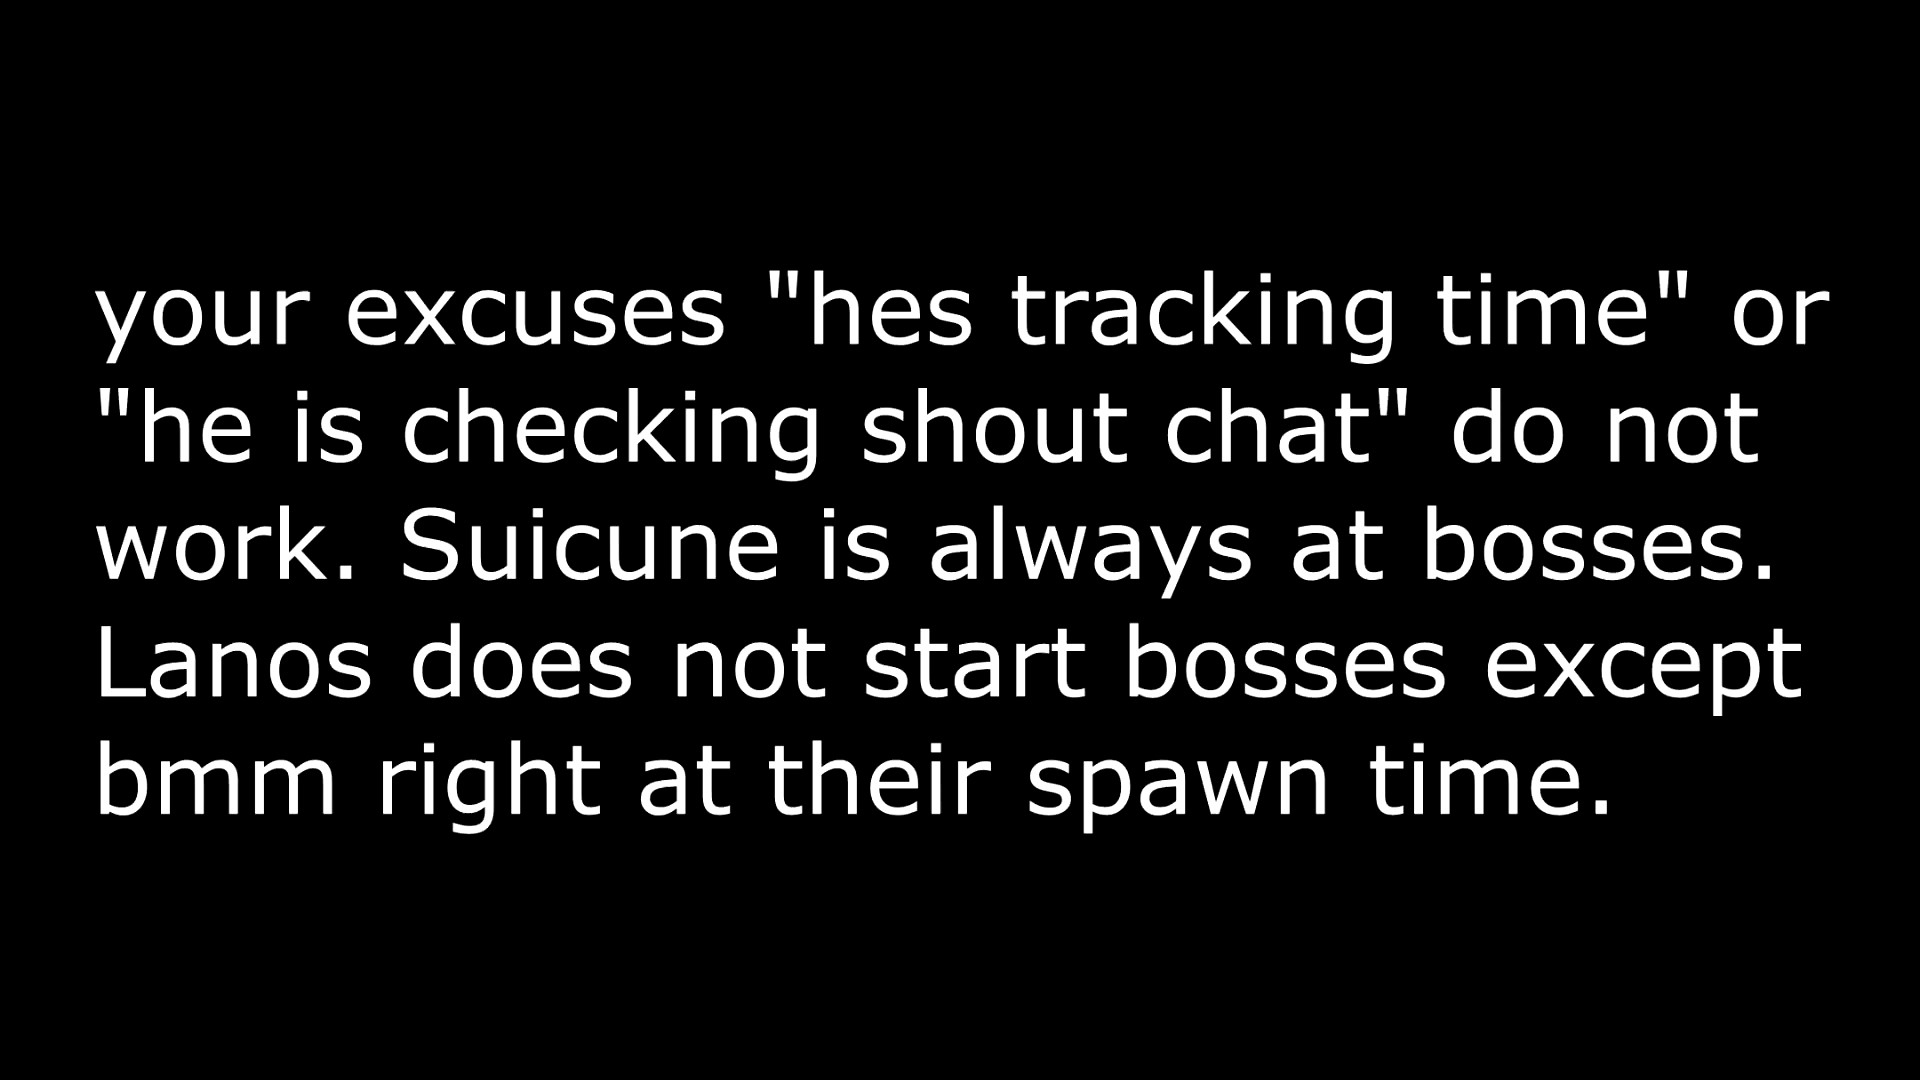 your excuses "hes tracking time" or
"he is checking shout chat" do not
work. Suicune is always at bosses.
Lanos does not start bosses except
bmm right at their spawn time.